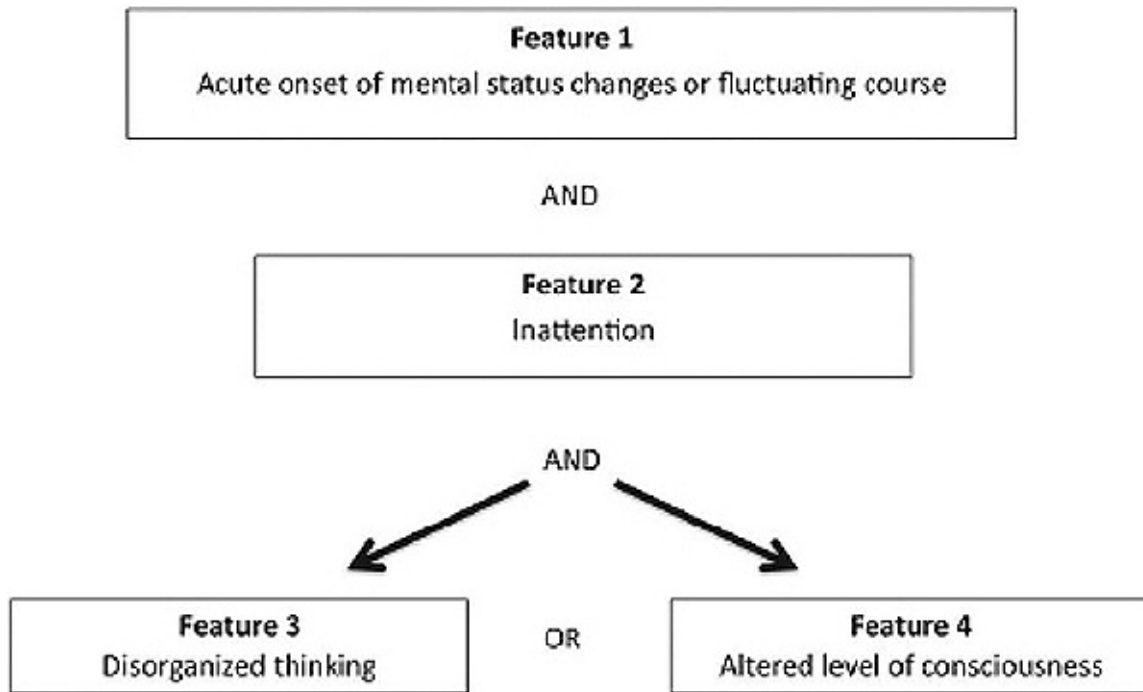 Feature 1
Acute onset of mental status changes or fluctuating course
AND
Feature 2
Inattention
AND
Feature 3
Disorganized thinking
OR
Feature 4
Altered level of consciousness